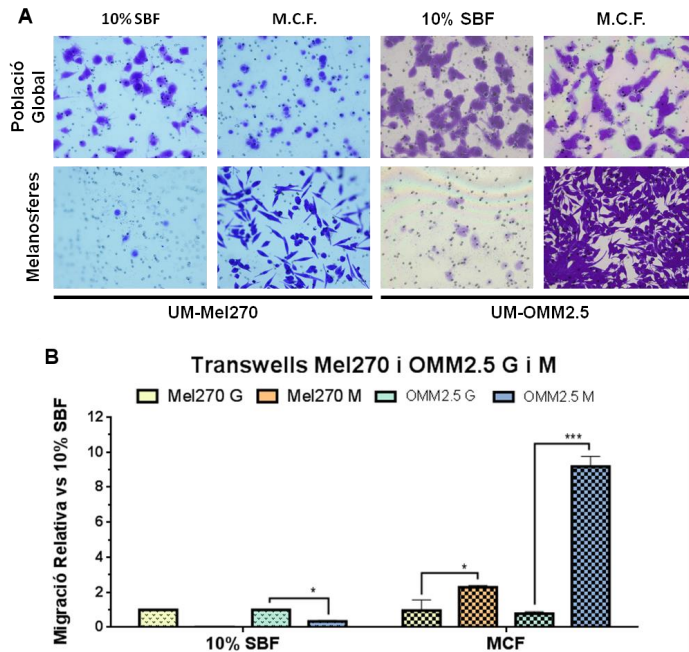 A
10% SBF
M.C.F.
10% SBF
M.C.F.
Població
Global
Melanosferes
UM-Mel270
UM-OMM2.5
B
Transwells Mel270 i OMM2.5 G i M
Mel270 G
Mel270 M
OMM2.5 G
OMM2.5 M
Migració Relativa vs 10% SBF
12
10
8
6
4
2
0
*
*
***
10% SBF
MCF